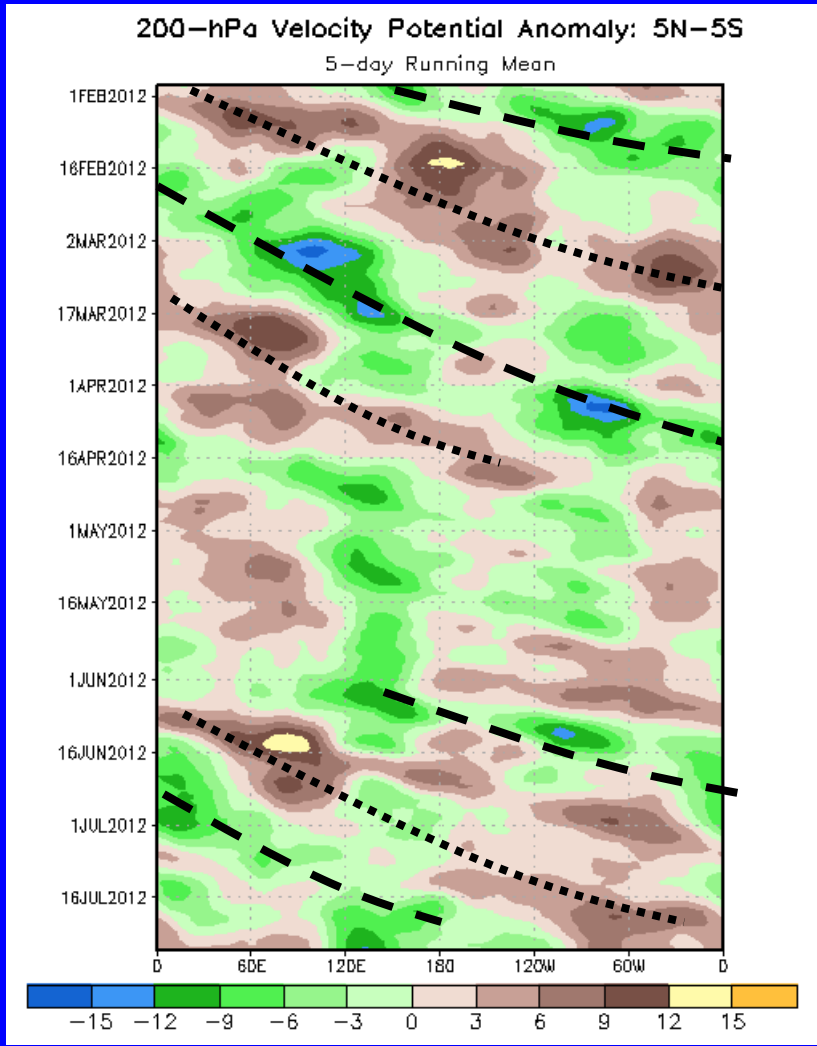 200-hPa Velocity Potential Anomaly: 5N-5S
5-day Running Mean
1FEB2012
16FEB2012
2MAR2012
17MAR2012
1APR2012
16APR2012
1MAY2012
16MAY2012
1JUN2012
16JUN2012
1JUL2012
16JUL2012
0 60E 120E 180 120W 60W 0
-15 -12 -9 -6 -3 0 3 6 9 12 15